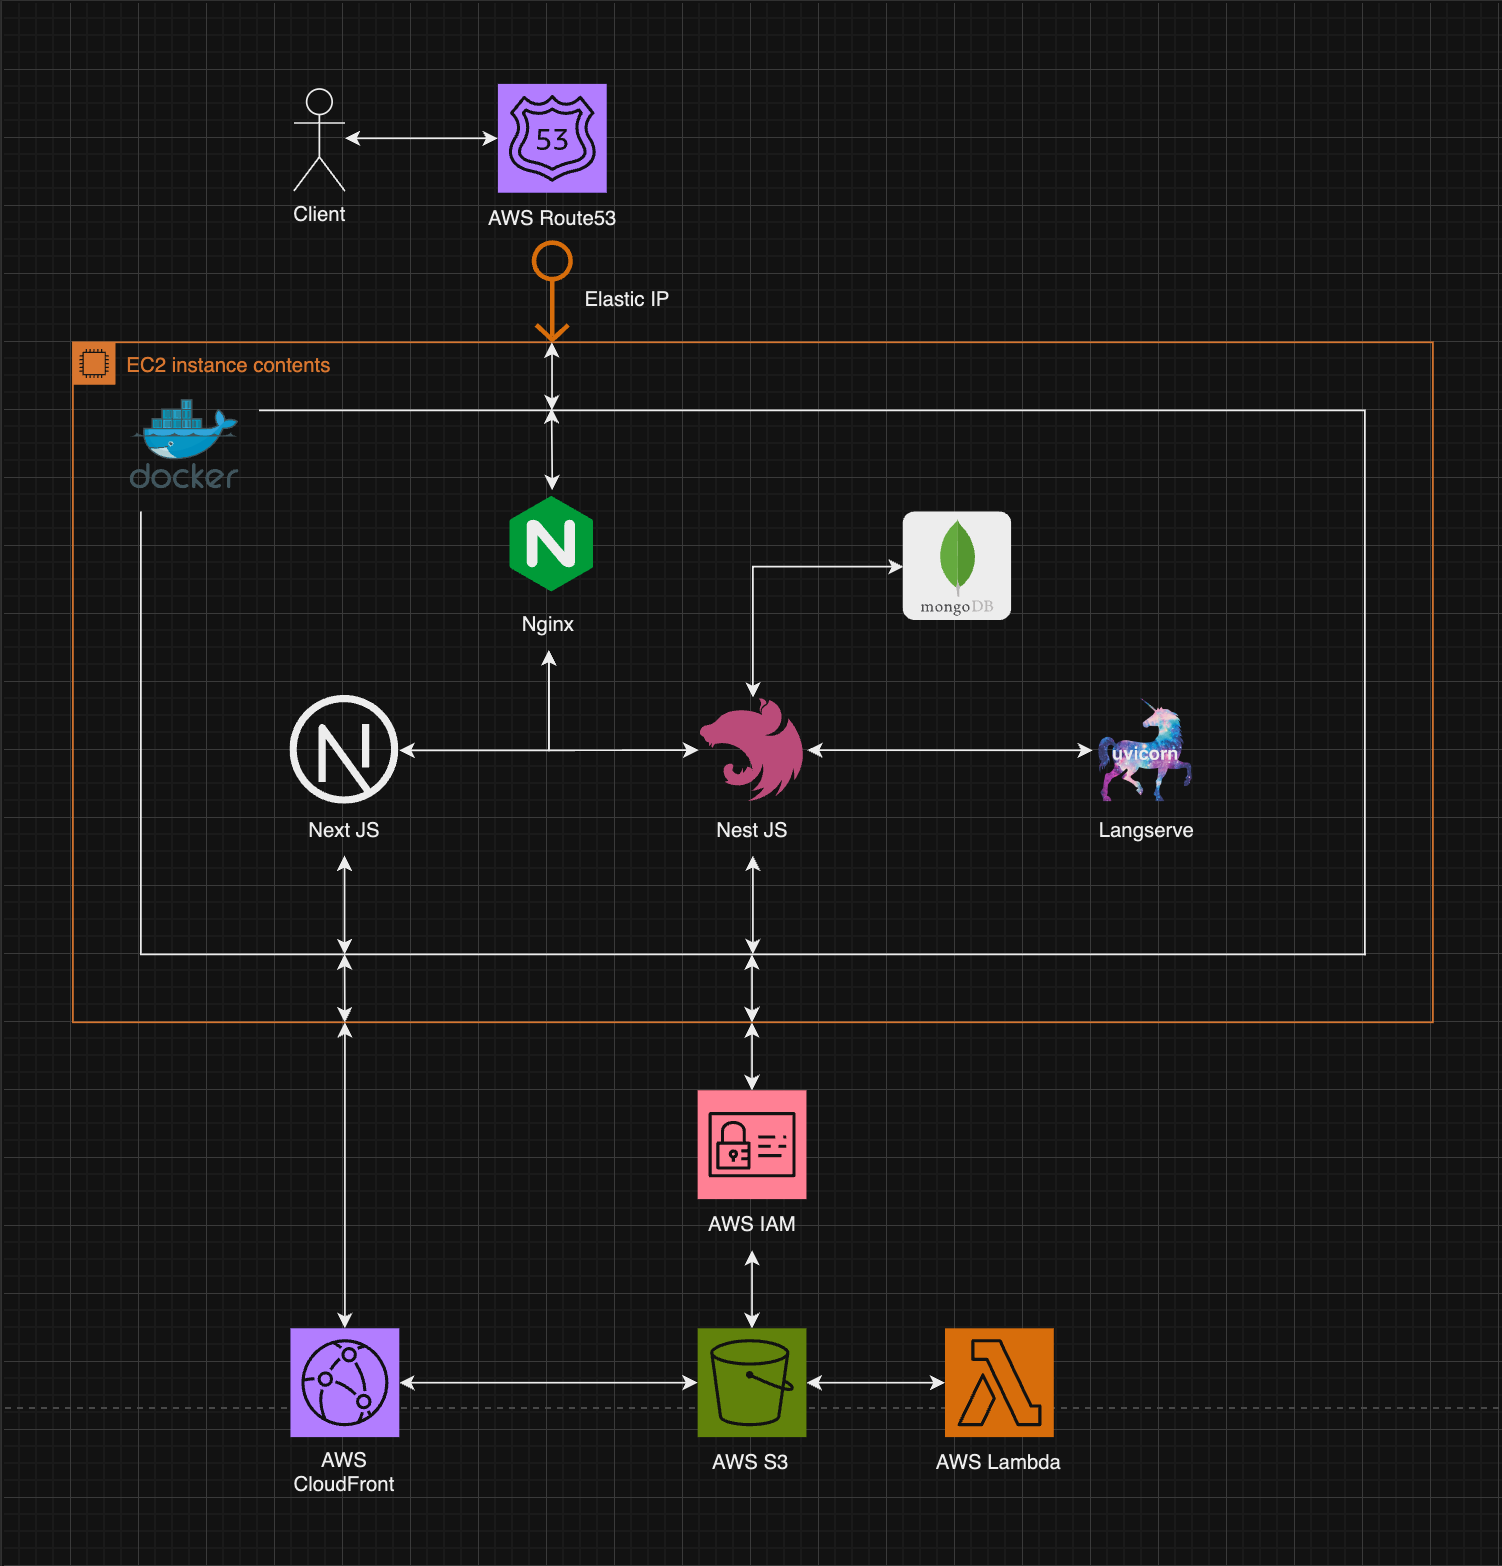 53
Client
AWS Route53
Elastic IP
EC2 instance contents
docker
Nginx
mongoDB
uvicorn
Next JS
Nest JS
Langserve
AWS IAM
AWS
CloudFront
AWS S3
AWS Lambda